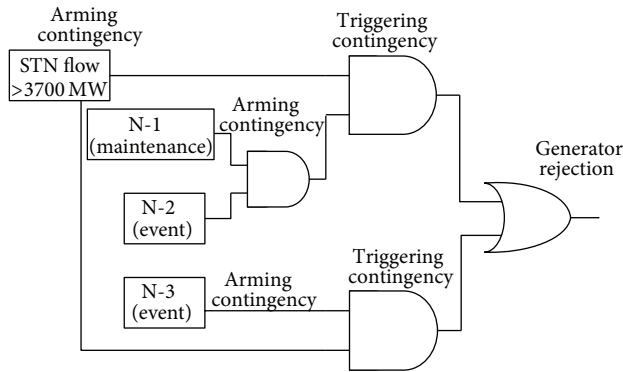 Arming
contingency
STN flow
>3700 MW
Triggering
contingency
N-1
(maintenance)
Arming
contingency
N-2
(event)
Generator
rejection
N-3
(event)
Arming
contingency
Triggering
contingency